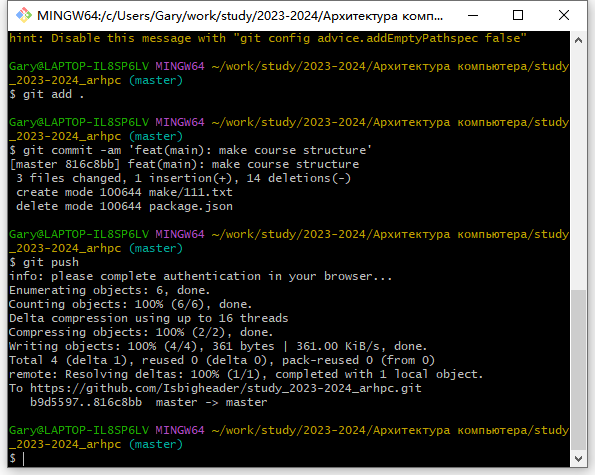 MINGW64:/c/Users/Gary/work/study/2023-2024/Архитектура комп...
hint: Disable this message with "git config advice.addEmptyPathspec false"
Gary@LAPTOP-IL8SP6LV MINGW64 ~/work/study/2023-2024/Архитектура компьютера/study
_2023-2024_arhpc (master)
$ git add .
Gary@LAPTOP-IL8SP6LV MINGW64 ~/work/study/2023-2024/Архитектура компьютера/study
_2023-2024_arhpc (master)
$ git commit -am 'feat(main): make course structure'
[master 816c8bb] feat(main): make course structure
 3 files changed, 1 insertion(+), 14 deletions(-)
 create mode 100644 make/111.txt
 delete mode 100644 package.json
Gary@LAPTOP-IL8SP6LV MINGW64 ~/work/study/2023-2024/Архитектура компьютера/study
_2023-2024_arhpc (master)
$ git push
info: please complete authentication in your browser...
Enumerating objects: 6, done.
Counting objects: 100% (6/6), done.
Delta compression using up to 16 threads
Compressing objects: 100% (2/2), done.
Writing objects: 100% (4/4), 361 bytes | 361.00 KiB/s, done.
Total 4 (delta 1), reused 0 (delta 0), pack-reused 0 (from 0)
remote: Resolving deltas: 100% (1/1), completed with 1 local object.
To https://github.com/Isbigheader/study_2023-2024_arhpc.git
   b9d5597..816c8bb  master -> master
Gary@LAPTOP-IL8SP6LV MINGW64 ~/work/study/2023-2024/Архитектура компьютера/study
_2023-2024_arhpc (master)
$